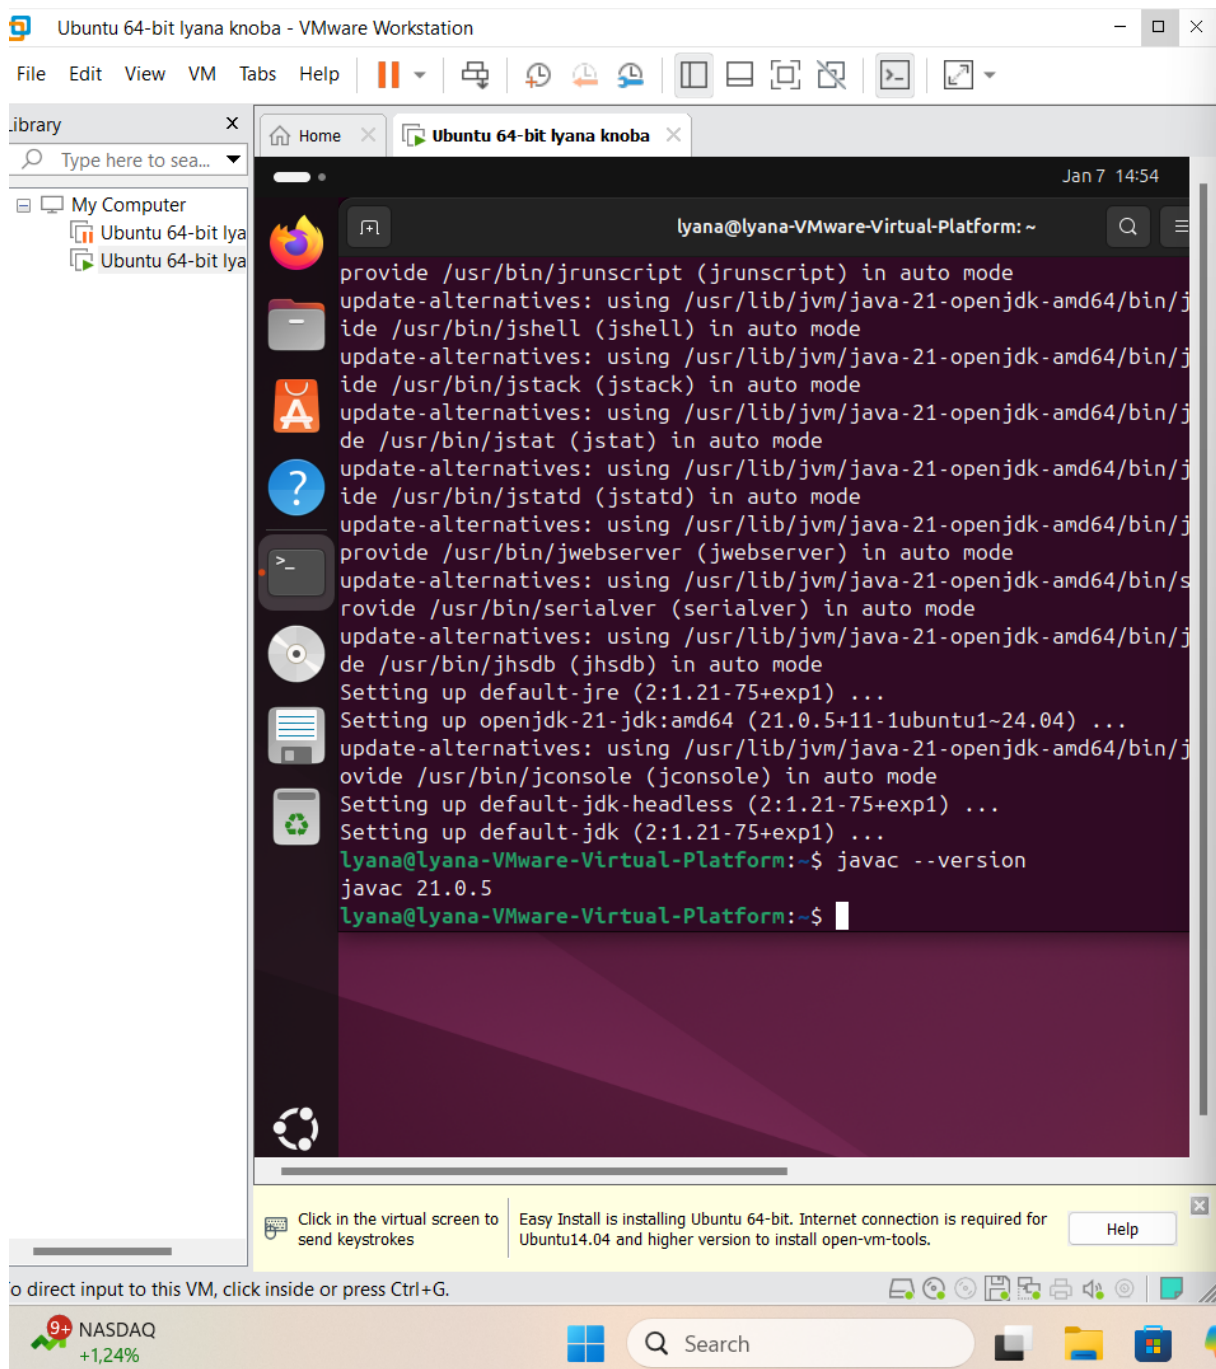 Ubuntu 64-bit lyana knoba - VMware Workstation
File Edit View VM Tabs Help
Library
Type here to sea...
My Computer
Ubuntu 64-bit lya
Ubuntu 64-bit lya
Home
Ubuntu 64-bit lyana knoba
Jan 7 14:54
lyana@lyana-VMware-Virtual-Platform: ~
provide /usr/bin/jrunscript (jrunscript) in auto mode
update-alternatives: using /usr/lib/jvm/java-21-openjdk-amd64/bin/j
ide /usr/bin/jshell (jshell) in auto mode
update-alternatives: using /usr/lib/jvm/java-21-openjdk-amd64/bin/j
ide /usr/bin/jstack (jstack) in auto mode
update-alternatives: using /usr/lib/jvm/java-21-openjdk-amd64/bin/j
de /usr/bin/jstat (jstat) in auto mode
update-alternatives: using /usr/lib/jvm/java-21-openjdk-amd64/bin/j
ide /usr/bin/jstatd (jstatd) in auto mode
update-alternatives: using /usr/lib/jvm/java-21-openjdk-amd64/bin/j
provide /usr/bin/jwebserver (jwebserver) in auto mode
update-alternatives: using /usr/lib/jvm/java-21-openjdk-amd64/bin/s
rovide /usr/bin/serialver (serialver) in auto mode
update-alternatives: using /usr/lib/jvm/java-21-openjdk-amd64/bin/j
de /usr/bin/jhsdb (jhsdb) in auto mode
Setting up default-jre (2:1.21-75+exp1) ...
Setting up openjdk-21-jdk:amd64 (21.0.5+11-1ubuntu1~24.04) ...
update-alternatives: using /usr/lib/jvm/java-21-openjdk-amd64/bin/j
ovide /usr/bin/jconsole (jconsole) in auto mode
Setting up default-jdk-headless (2:1.21-75+exp1) ...
Setting up default-jdk (2:1.21-75+exp1) ...
lyana@lyana-VMware-Virtual-Platform:~$ javac --version
javac 21.0.5
lyana@lyana-VMware-Virtual-Platform:~$
Click in the virtual screen to
send keystrokes
Easy Install is installing Ubuntu 64-bit. Internet connection is required for
Ubuntu14.04 and higher version to install open-vm-tools.
Help
To direct input to this VM, click inside or press Ctrl+G.
9+
NASDAQ
+1,24%
Search